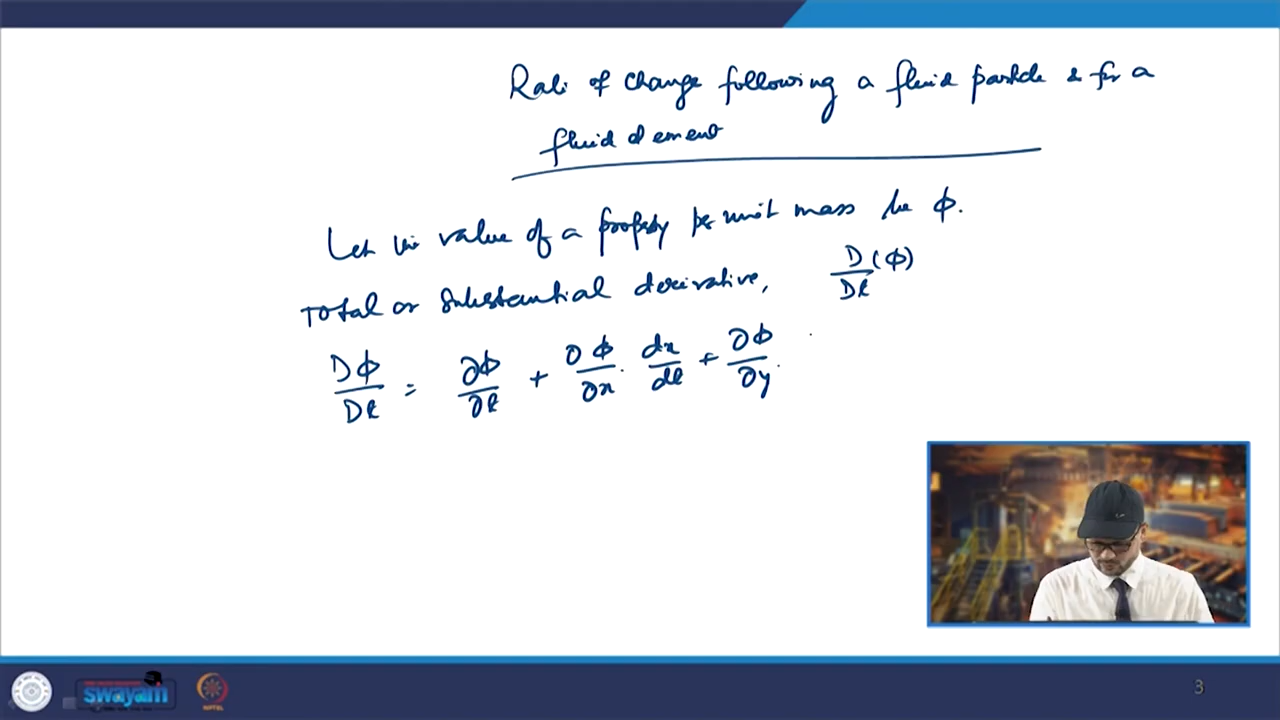 Rate of change following a fluid particle & for a
fluid element
Let the value of a property per unit mass be ϕ.
Total or substantial derivative, D/Dt (ϕ)
Dϕ/Dt = ∂ϕ/∂t + ∂ϕ/∂x · dx/dt + ∂ϕ/∂y ·
swayam
NPTEL
3